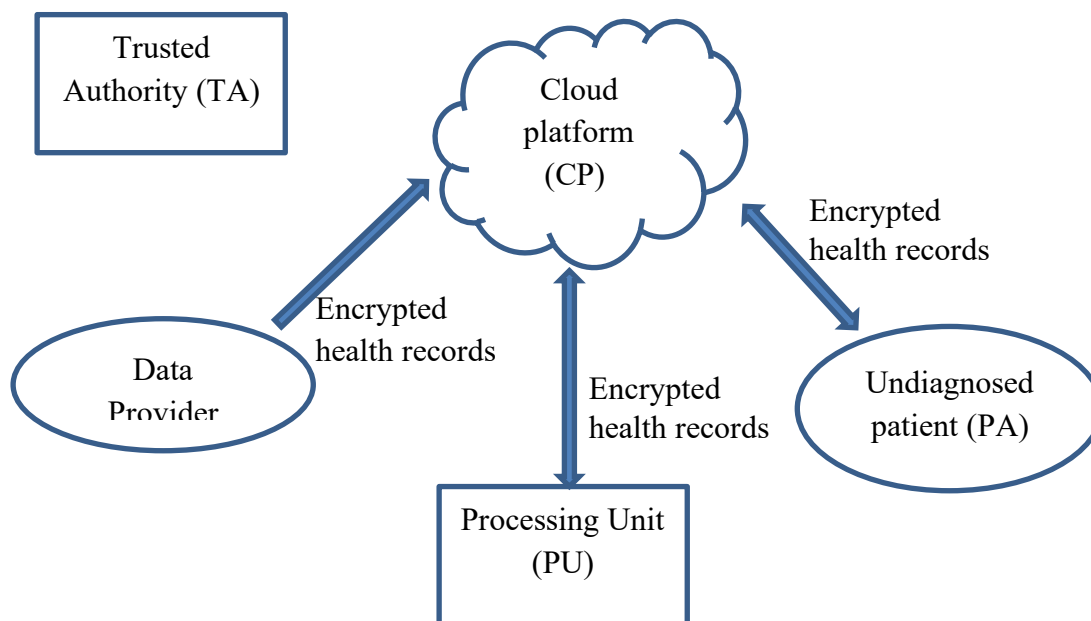 Trusted
Authority (TA)
Cloud
platform
(CP)
Encrypted
health records
Encrypted
health records
Data
Provider
Encrypted
health records
Undiagnosed
patient (PA)
Processing Unit
(PU)